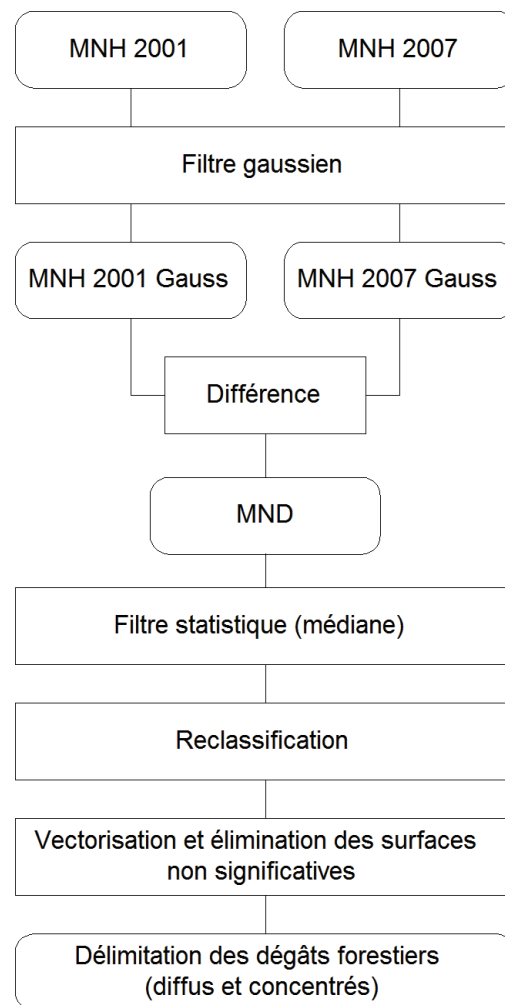 MNH 2001
MNH 2007
Filtre gaussien
MNH 2001 Gauss
MNH 2007 Gauss
Différence
MND
Filtre statistique (médiane)
Reclassification
Vectorisation et élimination des surfaces
non significatives
Délimitation des dégâts forestiers
(diffus et concentrés)